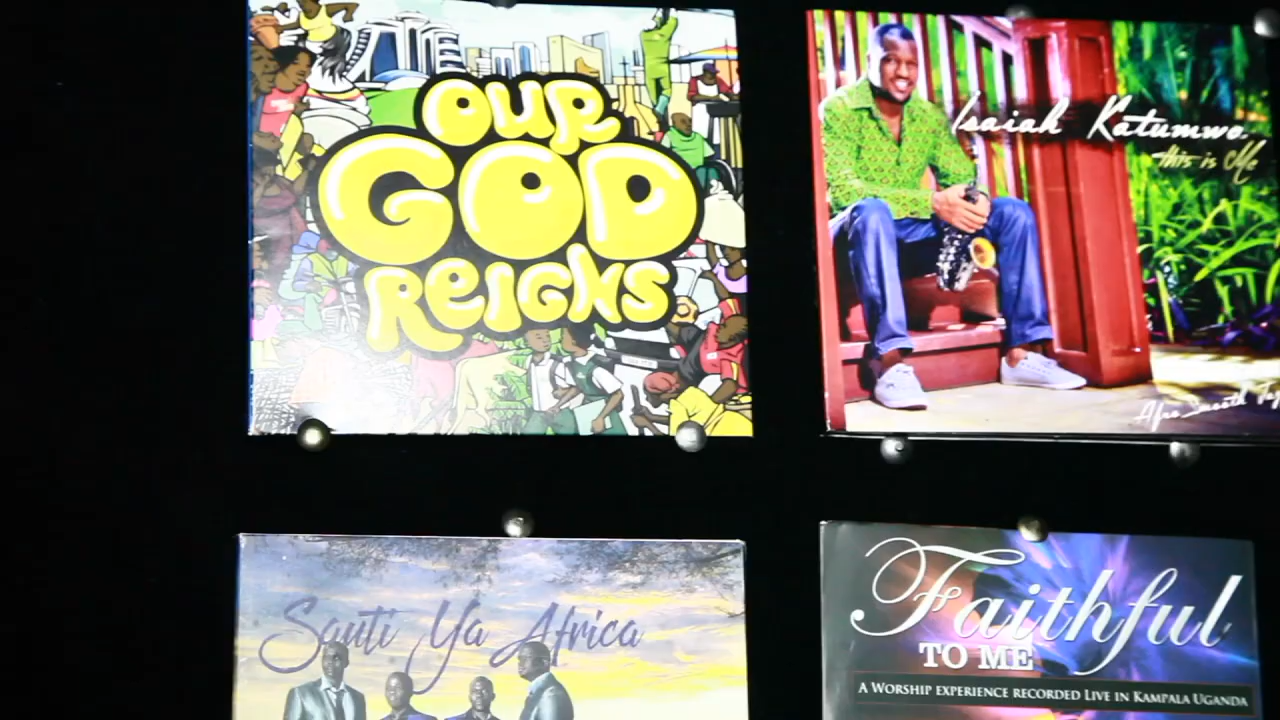 OUR
GOD
REIGNS
Isaiah Katumwa
this is Me
Afro Smooth
Sauti Ya Africa
Faithful
TO ME
A WORSHIP EXPERIENCE RECORDED LIVE IN KAMPALA UGANDA